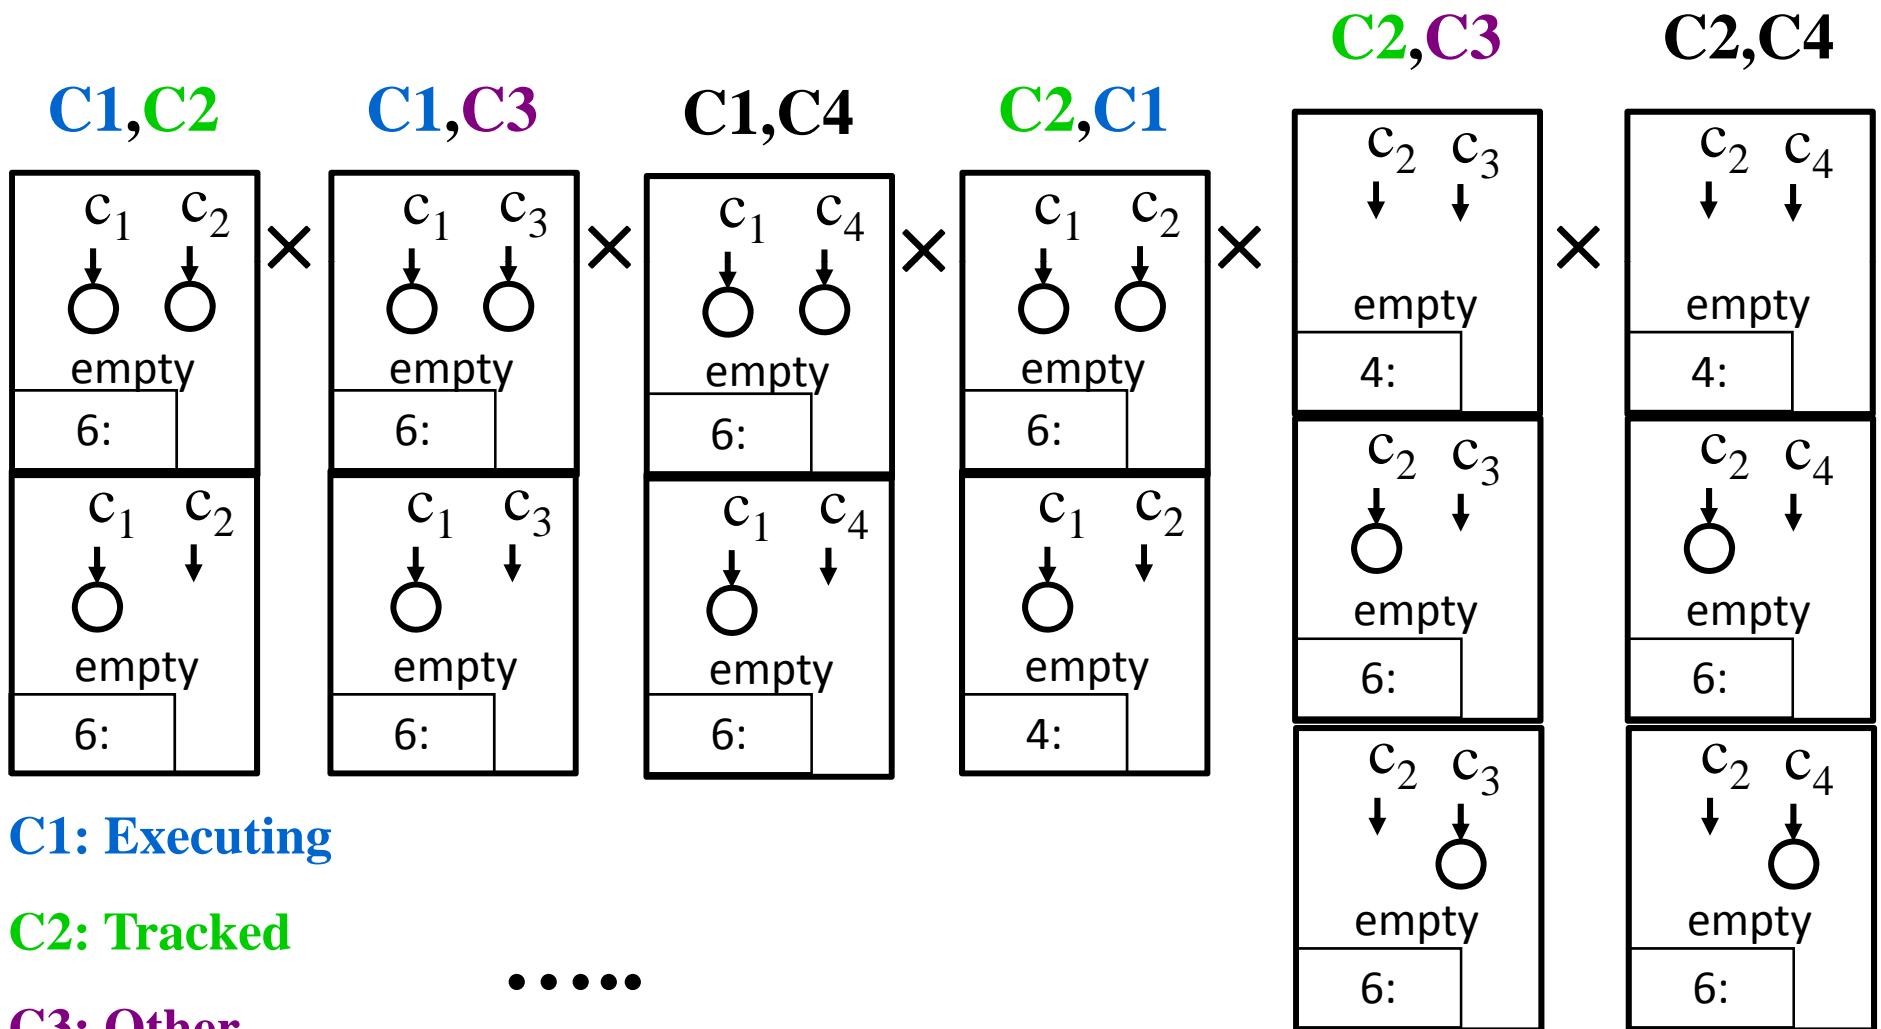 C2,C3 C2,C4
C1,C2 C1,C3 C1,C4 C2,C1
c2 c3 c2 c4
c1 c2 × c1 c3 × c1 c4 × c1 c2 × ×
empty empty
empty empty empty empty
4: 4:
6: 6: 6: 6:
c2 c3 c2 c4
c1 c2 c1 c3 c1 c4 c1 c2
empty empty
empty empty empty empty
6: 6:
6: 6: 6: 4:
c2 c3 c2 c4
C1: Executing
empty empty
C2: Tracked
.....
6: 6:
C3: Other